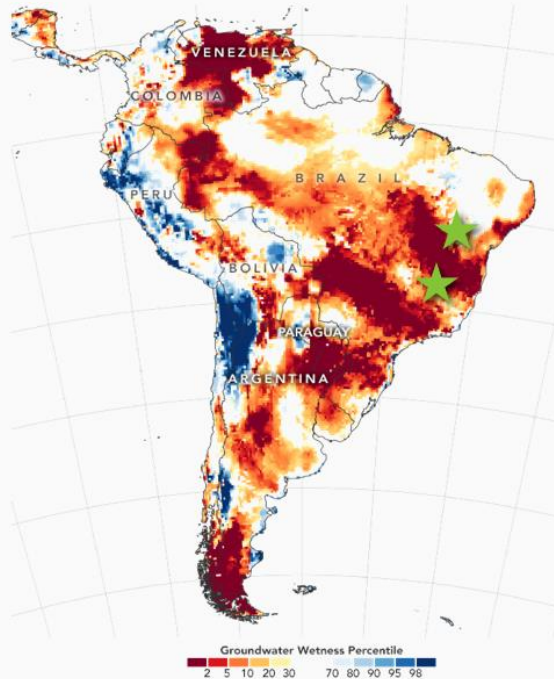 VENEZUELA
COLOMBIA
BRAZIL
PERU
BOLIVIA
PARAGUAY
ARGENTINA
Groundwater Wetness Percentile
2 5 10 20 30 70 80 90 95 98